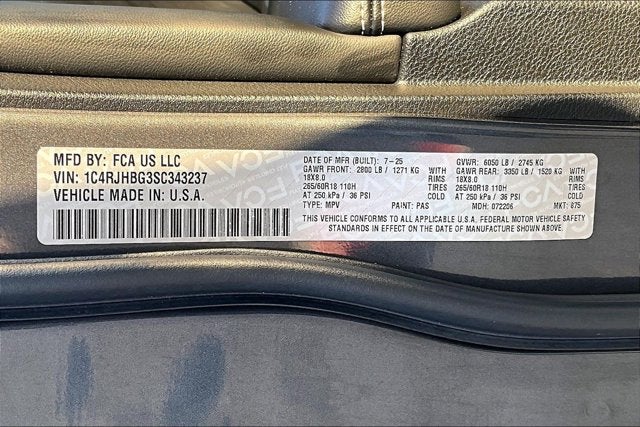 MFD BY: FCA US LLC
VIN: 1C4RJHBG3SC343237
VEHICLE MADE IN U.S.A.
DATE OF MFR (BUILT): 7-25
GAWR FRONT: 2800 LB / 1271 KG
WITH RIMS
18X8.0
265/60R18 110H
AT 250 kPa / 36 PSI COLD
TYPE: MPV
PAINT: PAS
GVWR: 6050 LB / 2745 KG
GAWR REAR: 3350 LB / 1520 KG
WITH RIMS
18X8.0
265/60R18 110H
AT 250 kPa / 36 PSI COLD
MDH: 072206
MKT: 875
THIS VEHICLE CONFORMS TO ALL APPLICABLE U.S.A. FEDERAL MOTOR VEHICLE SAFETY
STANDARDS IN EFFECT ON THE DATE OF MANUFACTURE SHOWN ABOVE.